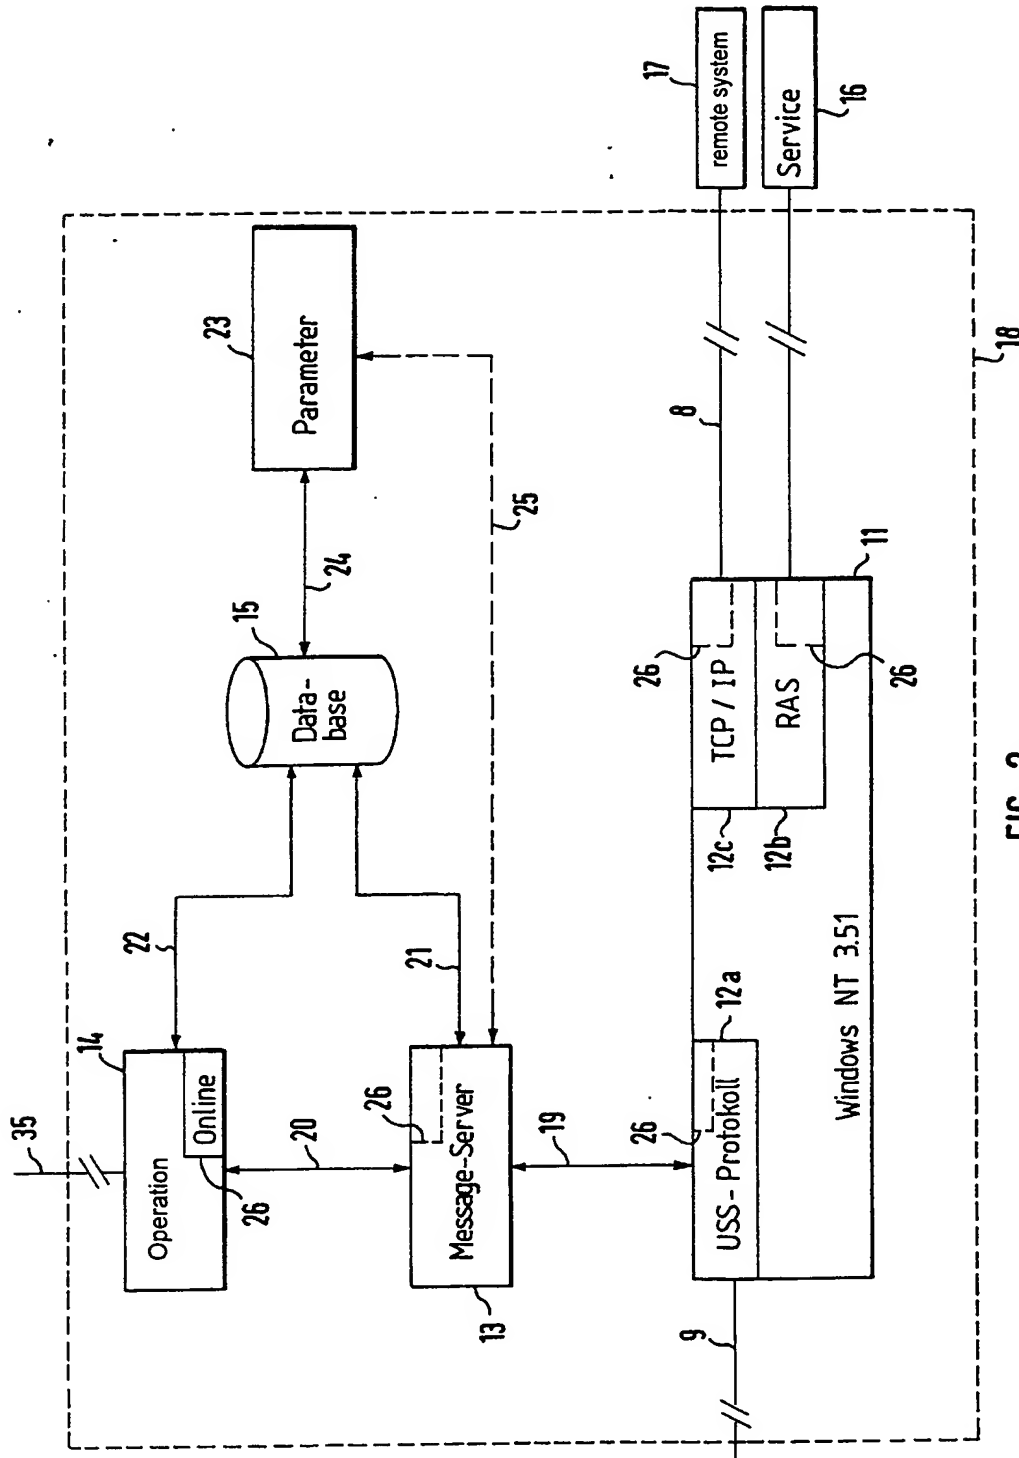 35
14
Operation
Online
26
22
20
Message-Server
26
13
21
19
15
Data-
base
24
23
Parameter
25
9
USS-Protokoll
26
12a
Windows NT 3.51
12c
12b
TCP / IP
RAS
26
26
11
8
17
remote system
Service
16
18